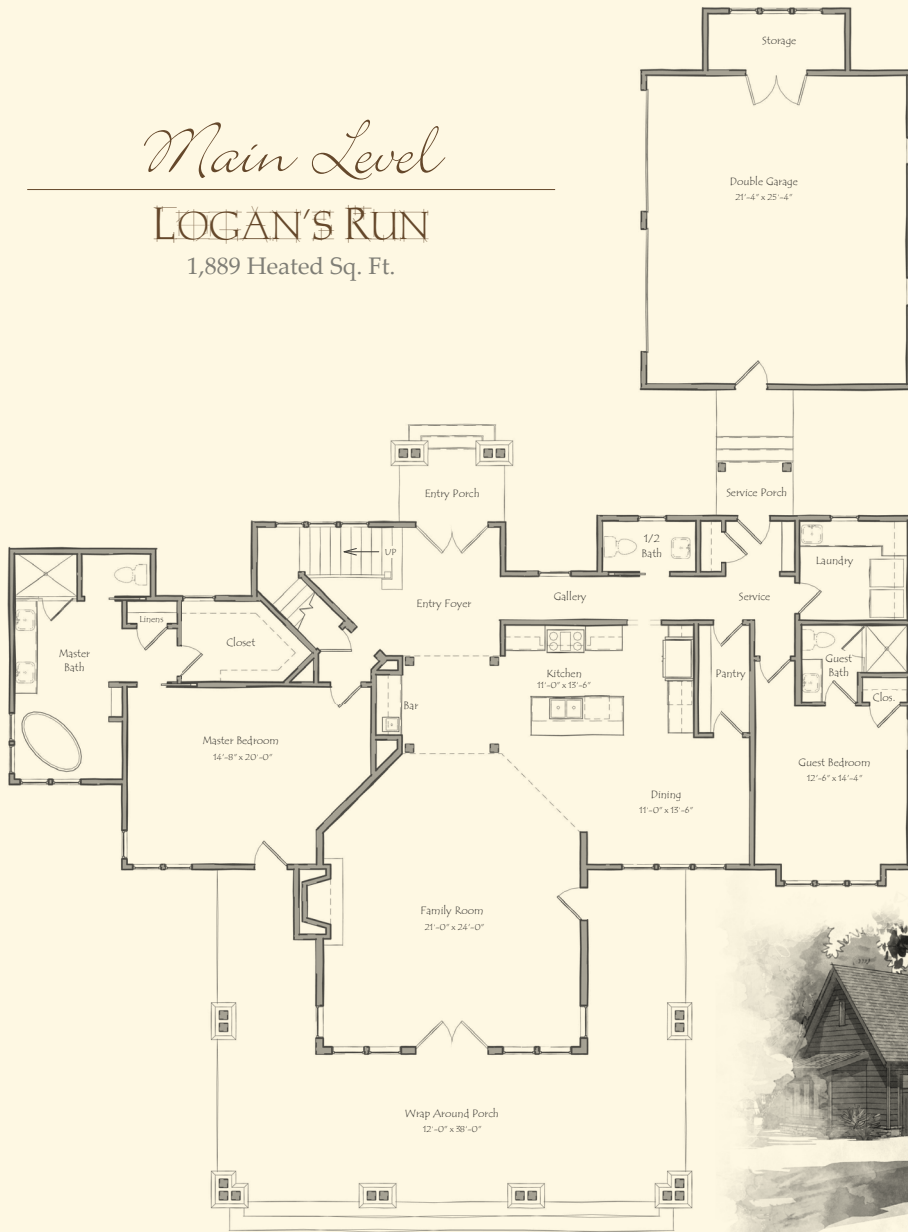 Main Level
LOGAN'S RUN
1,889 Heated Sq. Ft.
Storage
Double Garage
21'-4" x 25'-4"
Entry Porch
Service Porch
UP
1/2
Bath
Laundry
Linens
Closet
Entry Foyer
Gallery
Service
Master
Bath
Kitchen
11'-0" x 13'-6"
Pantry
Guest
Bath
Clos.
Bar
Master Bedroom
14'-8" x 20'-0"
Guest Bedroom
12'-6" x 14'-4"
Dining
11'-0" x 13'-6"
Family Room
21'-0" x 24'-0"
Wrap Around Porch
12'-0" x 38'-0"